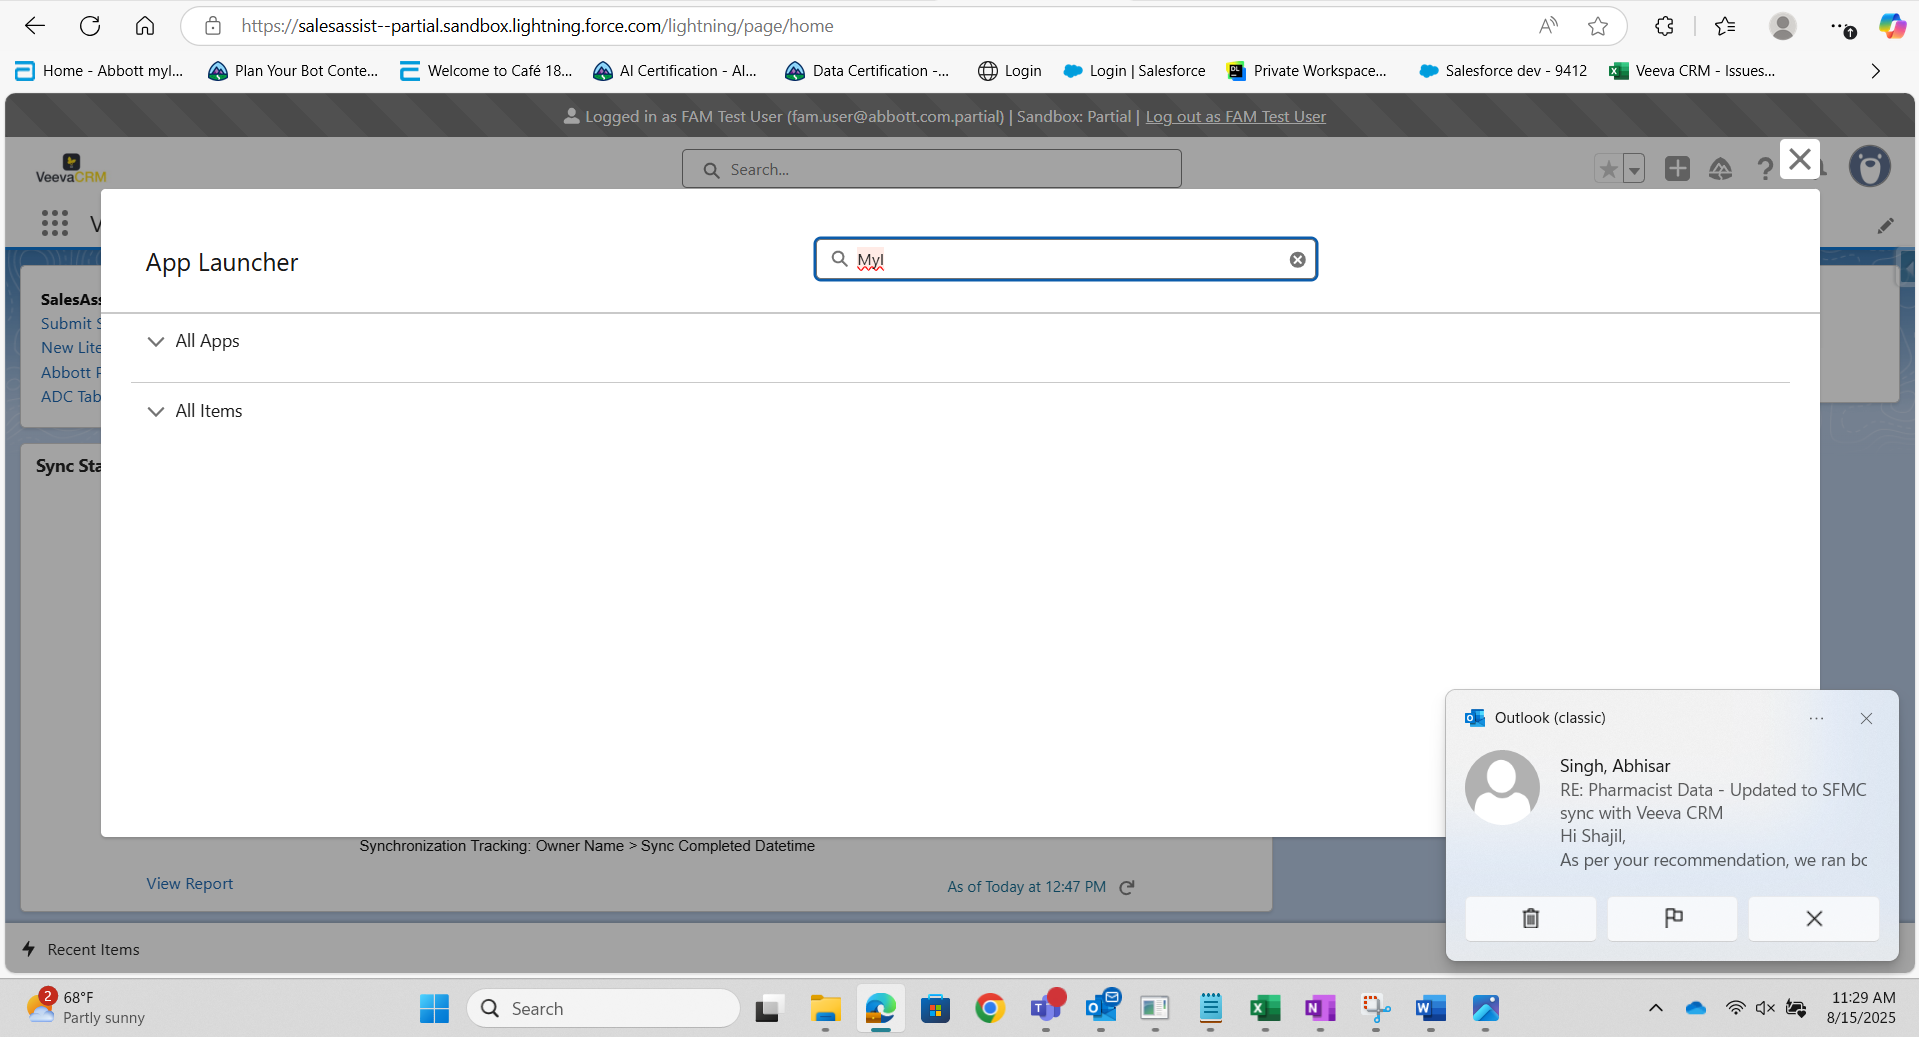 https://salesassist--partial.sandbox.lightning.force.com/lightning/page/home
Home - Abbott myl... Plan Your Bot Conte... Welcome to Café 18... AI Certification - AI... Data Certification -... Login Login | Salesforce Private Workspace... Salesforce dev - 9412 Veeva CRM - Issues...
Logged in as FAM Test User (fam.user@abbott.com.partial) | Sandbox: Partial | Log out as FAM Test User
VeevaCRM
Search...
V
App Launcher
Myl
SalesAss
Submit S
New Lite
Abbott F
ADC Tab
All Apps
All Items
Sync Sta
Synchronization Tracking: Owner Name > Sync Completed Datetime
View Report
As of Today at 12:47 PM
Recent Items
Outlook (classic)
Singh, Abhisar
RE: Pharmacist Data - Updated to SFMC
sync with Veeva CRM
Hi Shajil,
As per your recommendation, we ran bc
2
68°F
Partly sunny
Search
11:29 AM
8/15/2025